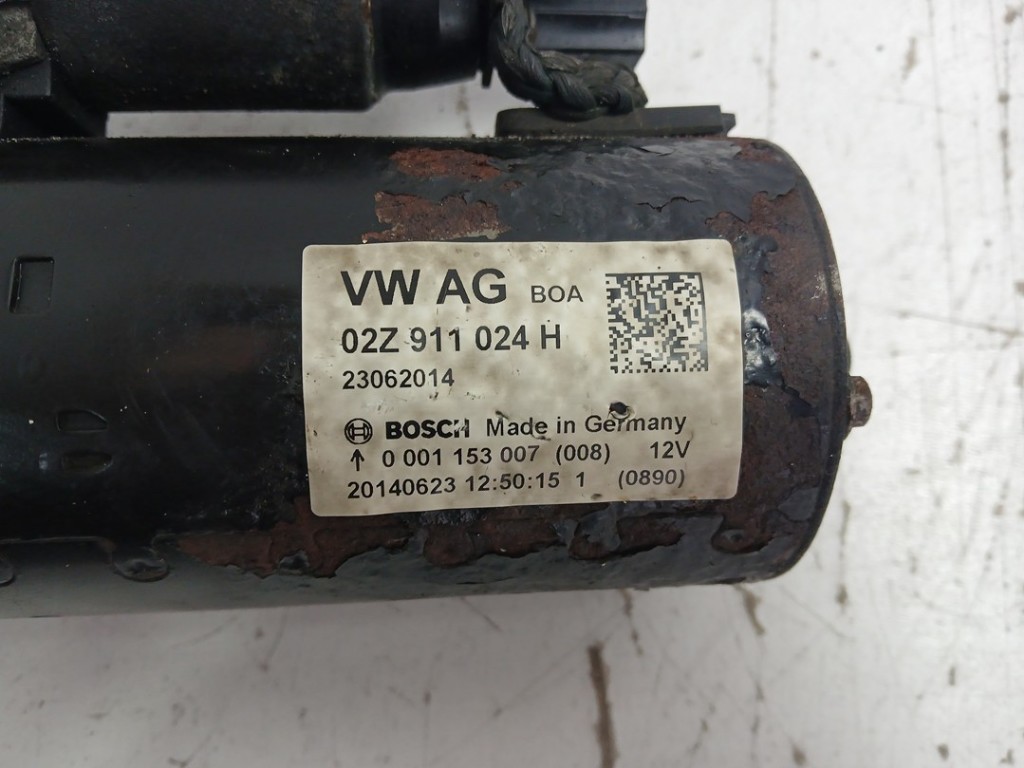 VW AG BOA
02Z 911 024 H
23062014
BOSCH Made in Germany
↑ 0 001 153 007 (008) 12V
20140623 12:50:15 1 (0890)